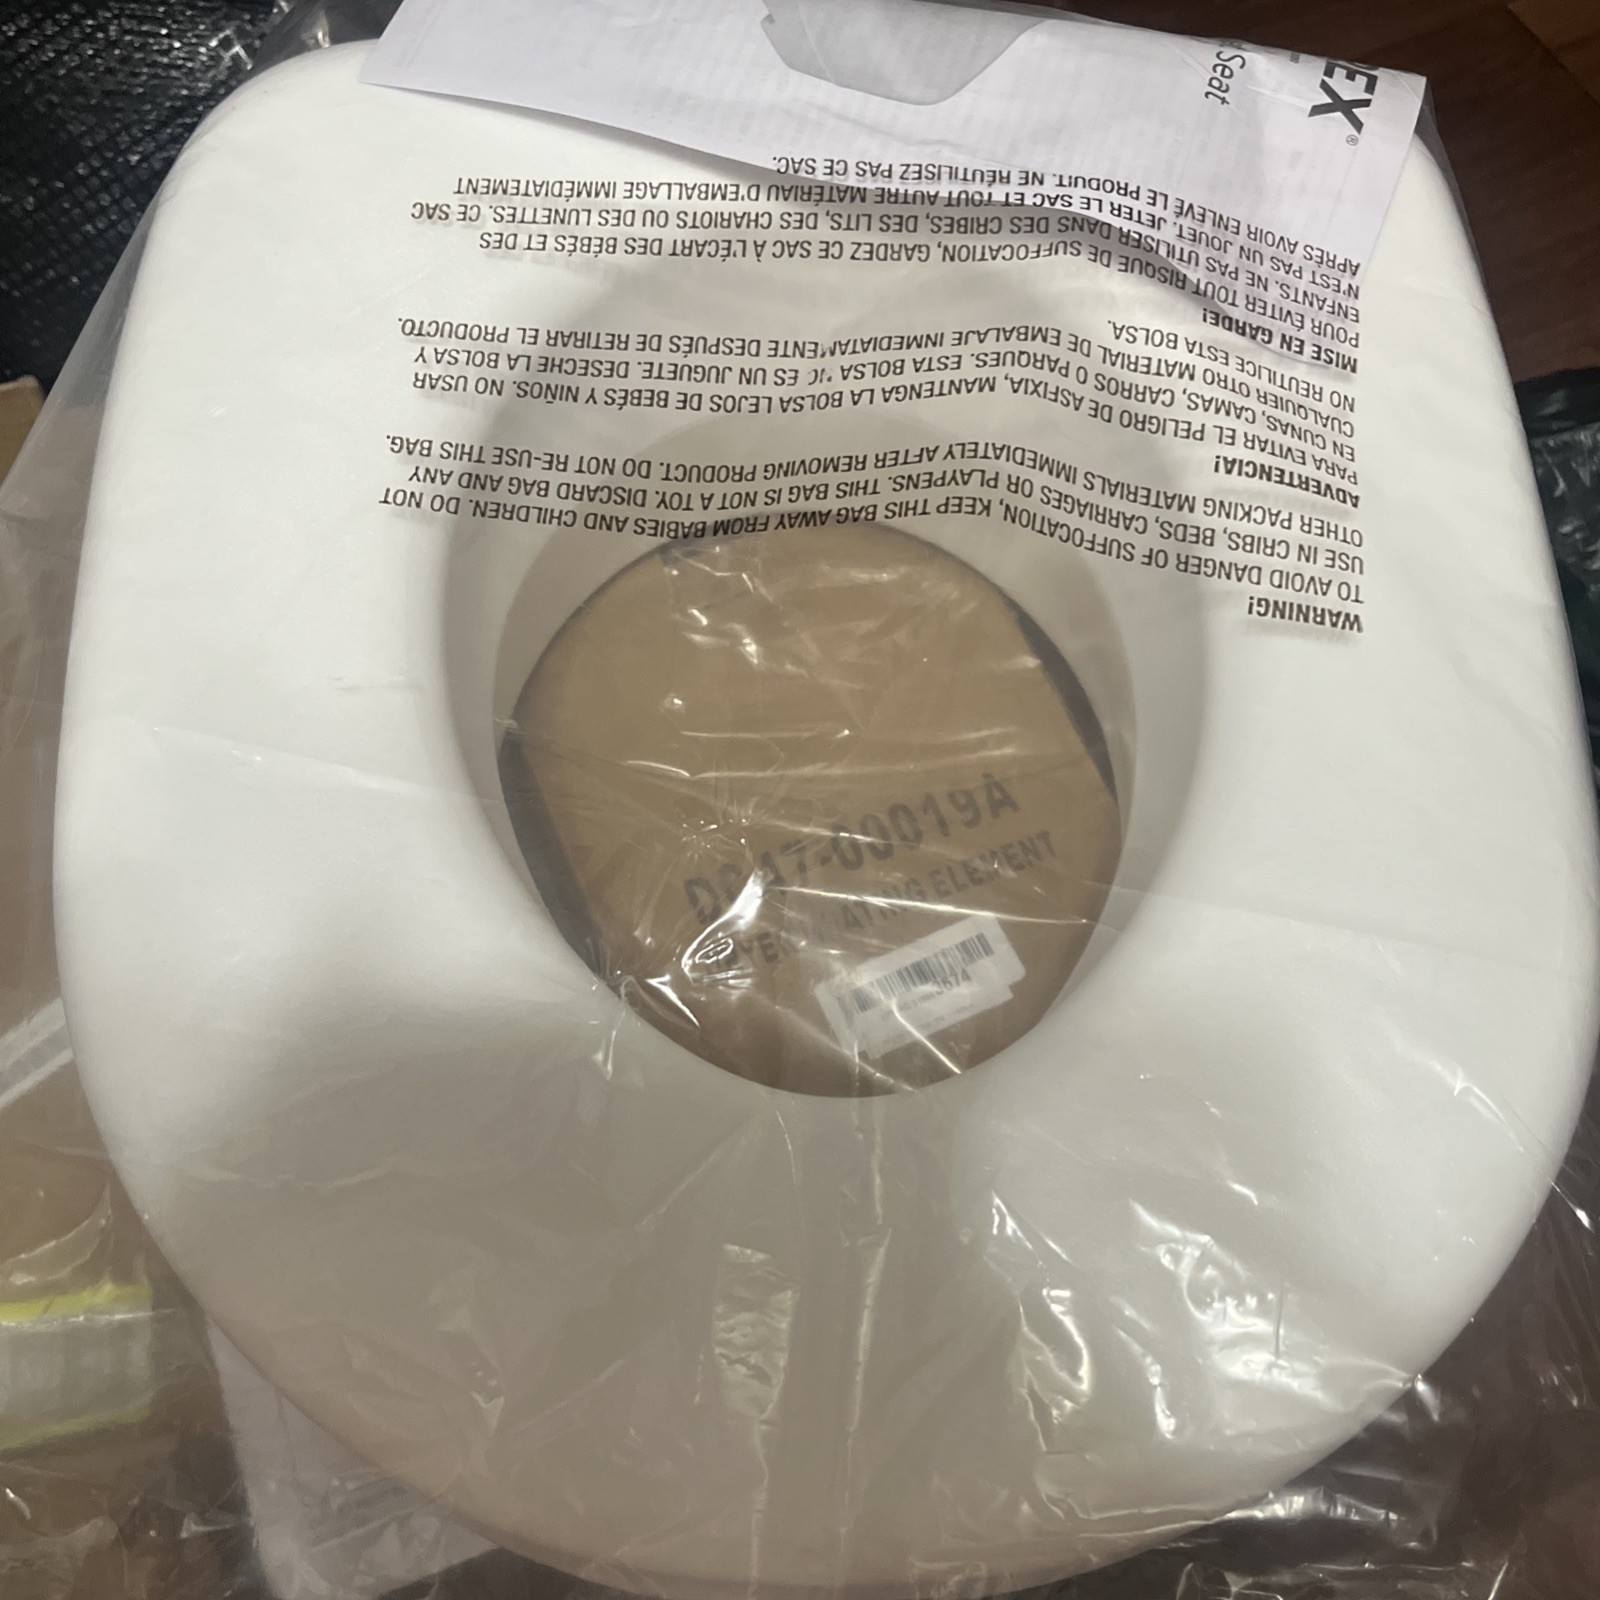 WARNING!
TO AVOID DANGER OF SUFFOCATION, KEEP THIS BAG AWAY FROM BABIES AND CHILDREN. DO NOT
USE IN CRIBS, BEDS, CARRIAGES OR PLAYPENS. THIS BAG IS NOT A TOY. DISCARD BAG AND ANY
OTHER PACKING MATERIALS IMMEDIATELY AFTER REMOVING PRODUCT. DO NOT RE-USE THIS BAG.
ADVERTENCIA!
PARA EVITAR EL PELIGRO DE ASFIXIA, MANTENGA LA BOLSA LEJOS DE BEBÉS Y NIÑOS. NO USAR
EN CUNAS, CAMAS, CARROS O PARQUES. ESTA BOLSA ES UN JUGUETE. DESECHE LA BOLSA Y
CUALQUIER OTRO MATERIAL DE EMBALAJE INMEDIATAMENTE DESPUÉS DE RETIRAR EL PRODUCTO.
NO REUTILICE ESTA BOLSA.
MISE EN GARDE!
POUR ÉVITER TOUT RISQUE DE SUFFOCATION, GARDEZ CE SAC À L'ÉCART DES BÉBÉS ET DES
ENFANTS. NE PAS UTILISER DANS DES CRIBES, DES LITS, DES CHARIOTS OU DES LUNETTES. CE SAC
N'EST PAS UN JOUET. JETER LE SAC ET TOUT AUTRE MATÉRIAU D'EMBALLAGE IMMÉDIATEMENT
APRÈS AVOIR ENLEVÉ LE PRODUIT. NE RÉUTILISEZ PAS CE SAC.
EX®
Seat
00019A
ELEMENT
3674